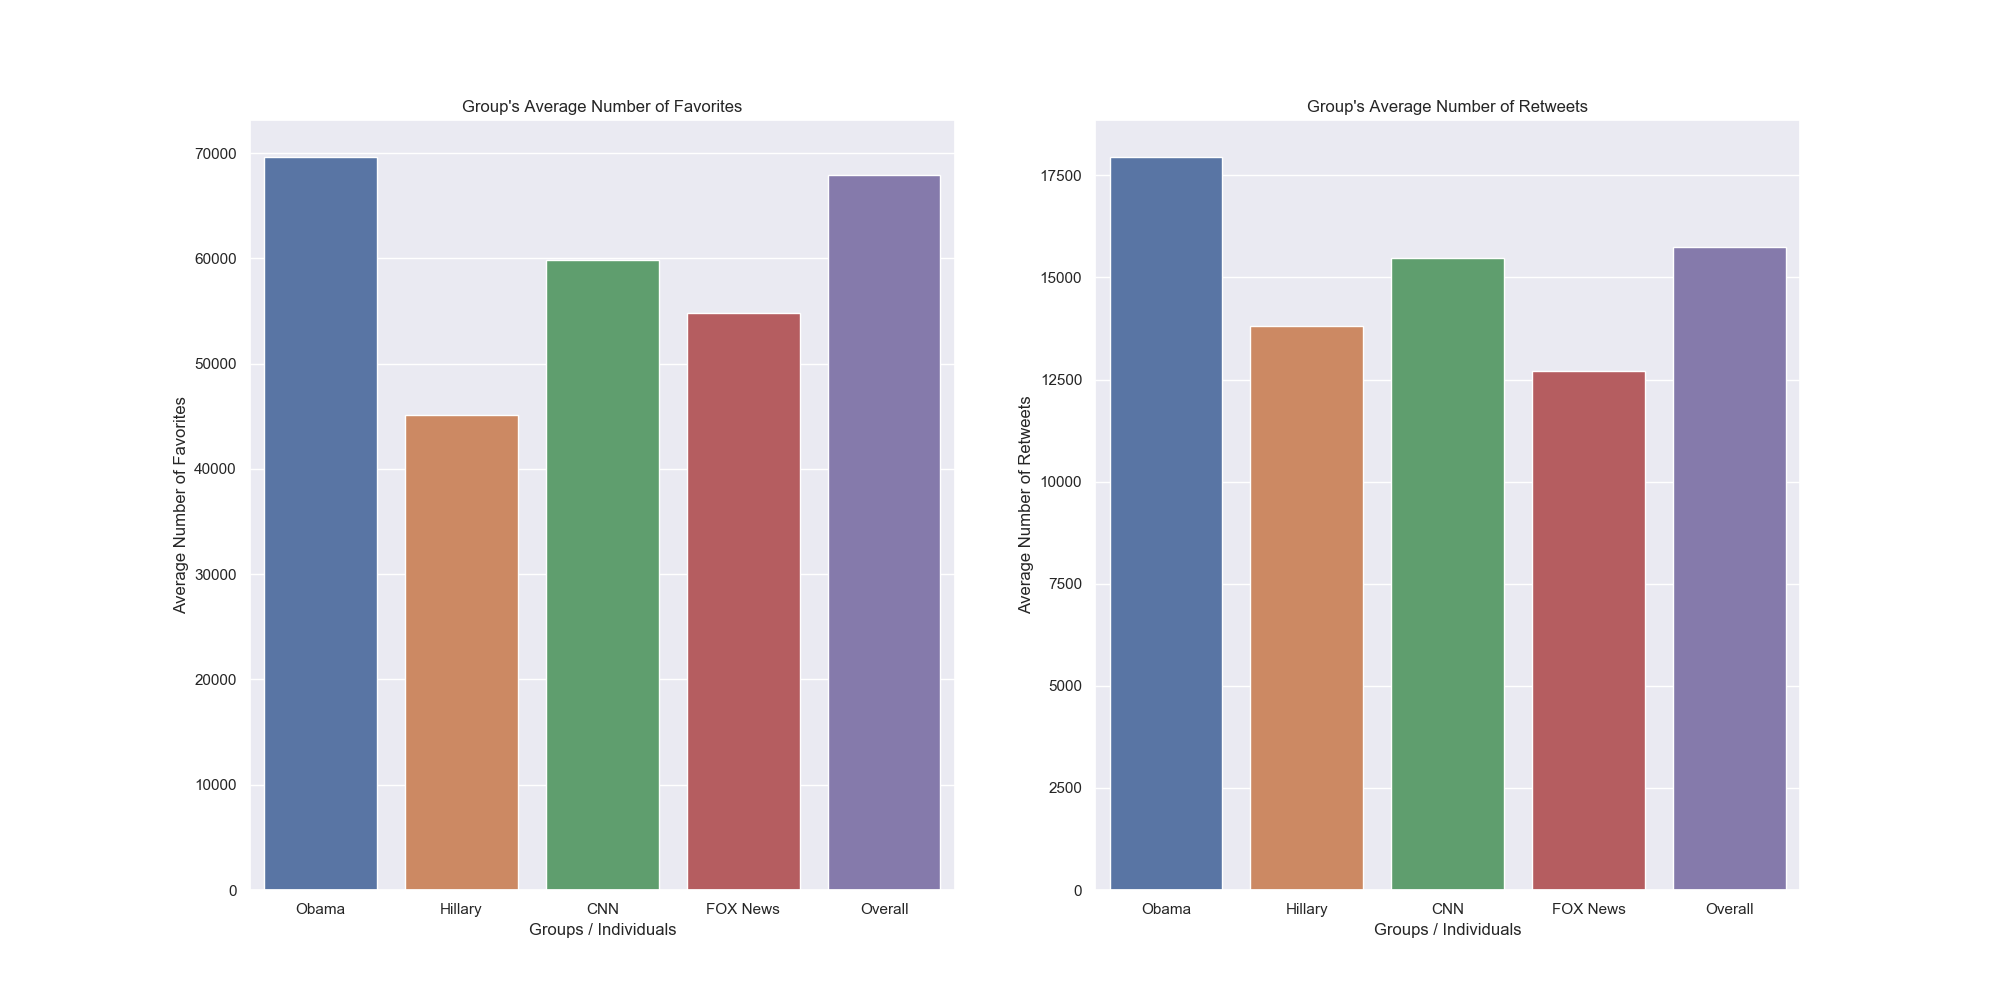 Group's Average Number of Favorites
Average Number of Favorites
70000
60000
50000
40000
30000
20000
10000
0
Obama Hillary CNN FOX News Overall
Groups / Individuals
Group's Average Number of Retweets
Average Number of Retweets
17500
15000
12500
10000
7500
5000
2500
0
Obama Hillary CNN FOX News Overall
Groups / Individuals